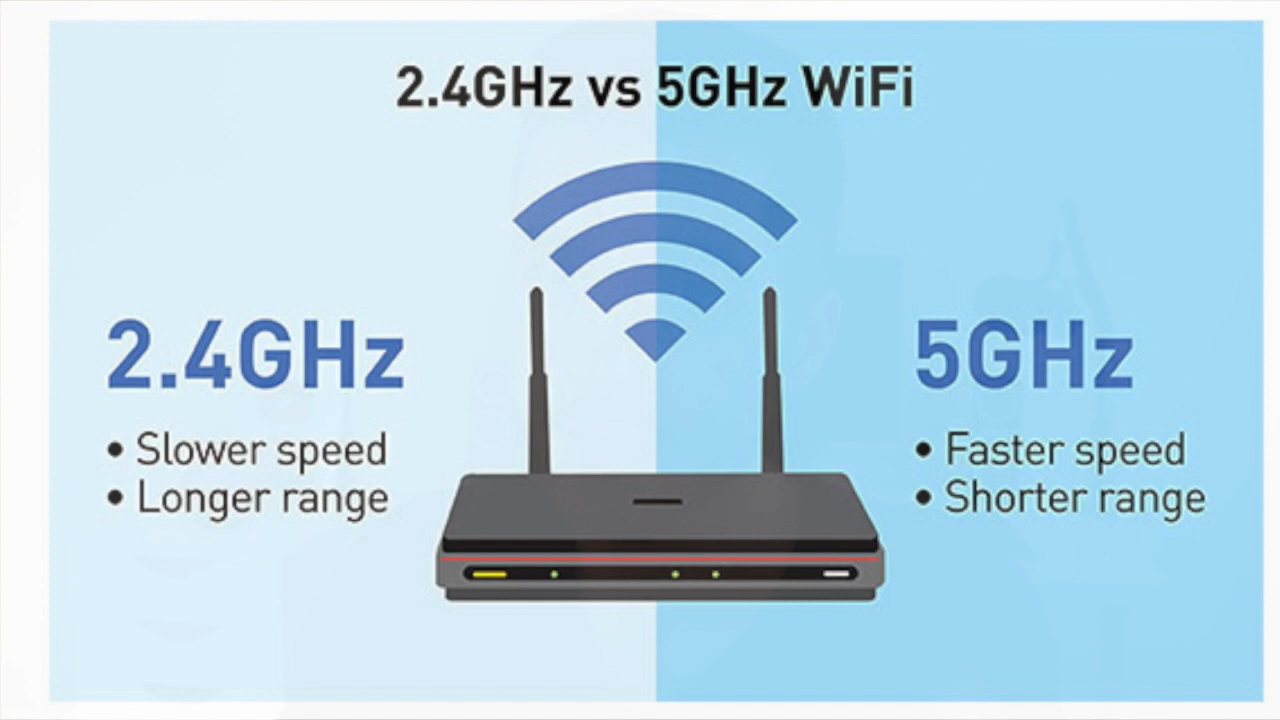 2.4GHz vs 5GHz WiFi
2.4GHz
• Slower speed
• Longer range
5GHz
• Faster speed
• Shorter range